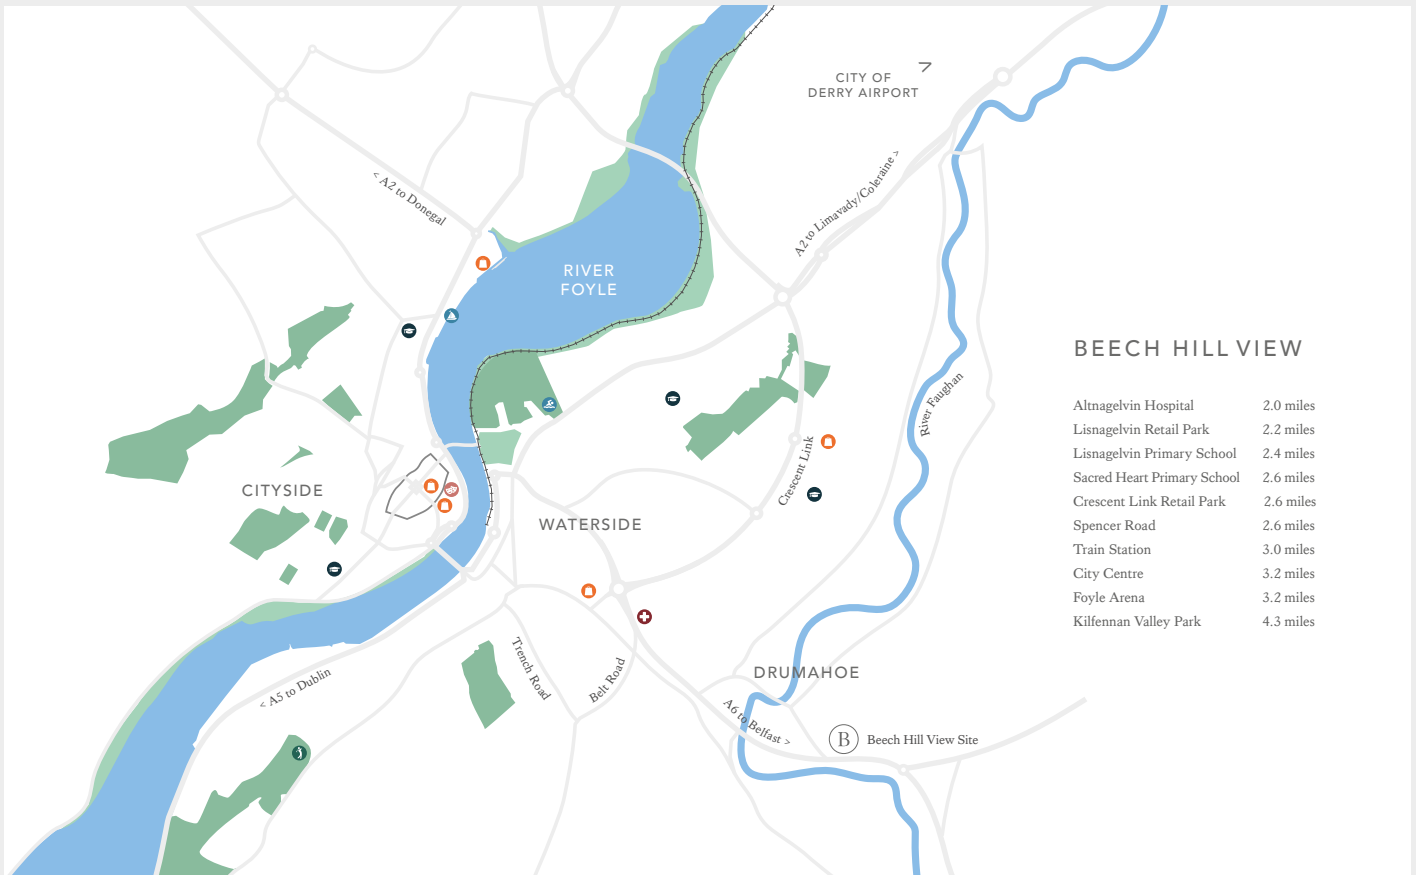 CITY OF
DERRY AIRPORT
>
< A2 to Donegal
A2 to Limavady/Coleraine >
RIVER
FOYLE
BEECH HILL VIEW
River Faughan
Altnagelvin Hospital 2.0 miles
Lisnagelvin Retail Park 2.2 miles
Lisnagelvin Primary School 2.4 miles
Sacred Heart Primary School 2.6 miles
Crescent Link Retail Park 2.6 miles
Spencer Road 2.6 miles
Train Station 3.0 miles
City Centre 3.2 miles
Foyle Arena 3.2 miles
Kilfennan Valley Park 4.3 miles
Crescent Link
CITYSIDE
WATERSIDE
Trench Road
Belt Road
< A5 to Dublin
DRUMAHOE
A6 to Belfast >
B Beech Hill View Site